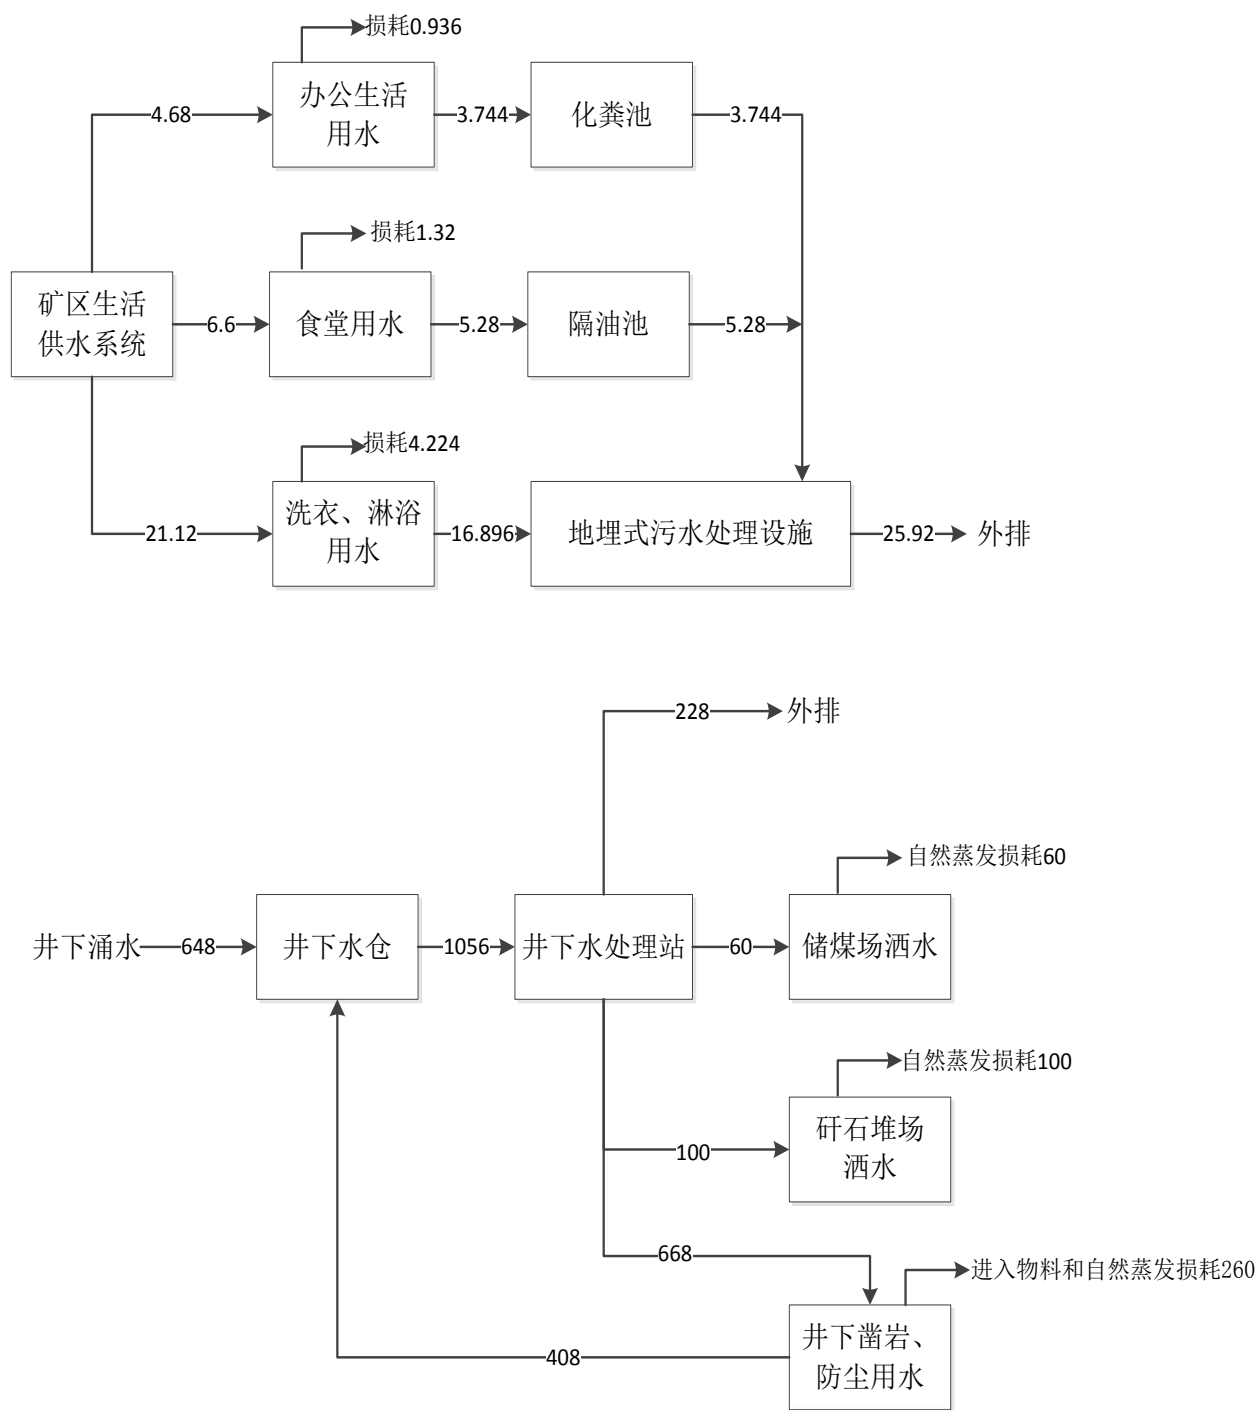 损耗0.936
办公生活
用水
4.68
3.744
化粪池
3.744
损耗1.32
矿区生活
供水系统
6.6
食堂用水
5.28
隔油池
5.28
损耗4.224
21.12
洗衣、淋浴
用水
16.896
地埋式污水处理设施
25.92
外排
228
外排
自然蒸发损耗60
井下涌水
648
井下水仓
1056
井下水处理站
60
储煤场洒水
自然蒸发损耗100
100
矸石堆场
洒水
668
进入物料和自然蒸发损耗260
408
井下凿岩、
防尘用水